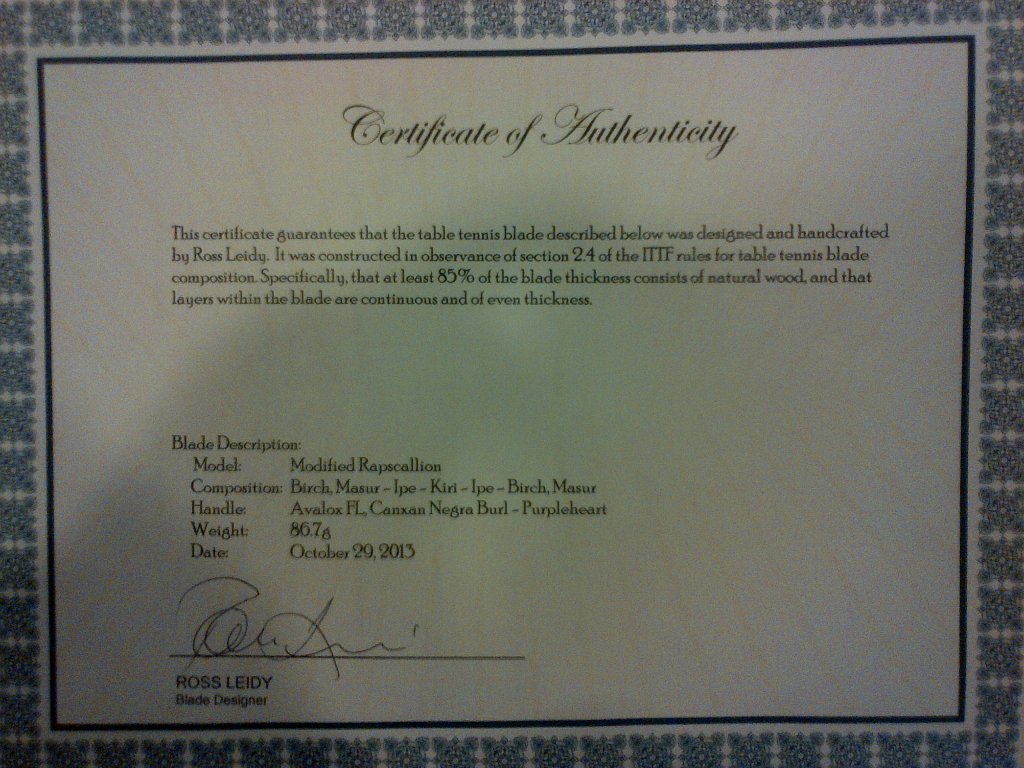 Certificate of Authenticity
This certificate guarantees that the table tennis blade described below was designed and handcrafted
by Ross Leidy. It was constructed in observance of section 2.4 of the ITTF rules for table tennis blade
composition. Specifically, that at least 85% of the blade thickness consists of natural wood, and that
layers within the blade are continuous and of even thickness.
Blade Description:
Model: Modified Rapscallion
Composition: Birch, Masur - Ipe - Kiri - Ipe - Birch, Masur
Handle: Avalox FL, Canxan Negra Burl - Purpleheart
Weight: 86.7g
Date: October 29, 2013
ROSS LEIDY
Blade Designer